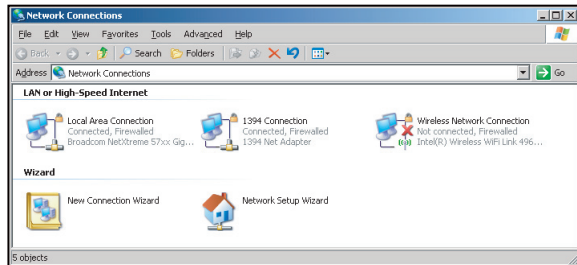 Network Connections
File Edit View Favorites Tools Advanced Help
Back Search Folders
Address Network Connections Go
LAN or High-Speed Internet
Local Area Connection
Connected, Firewalled
Broadcom NetXtreme 57xx Gig...
1394 Connection
Connected, Firewalled
1394 Net Adapter
Wireless Network Connection
Not connected, Firewalled
Intel(R) Wireless WiFi Link 496...
Wizard
New Connection Wizard
Network Setup Wizard
5 objects